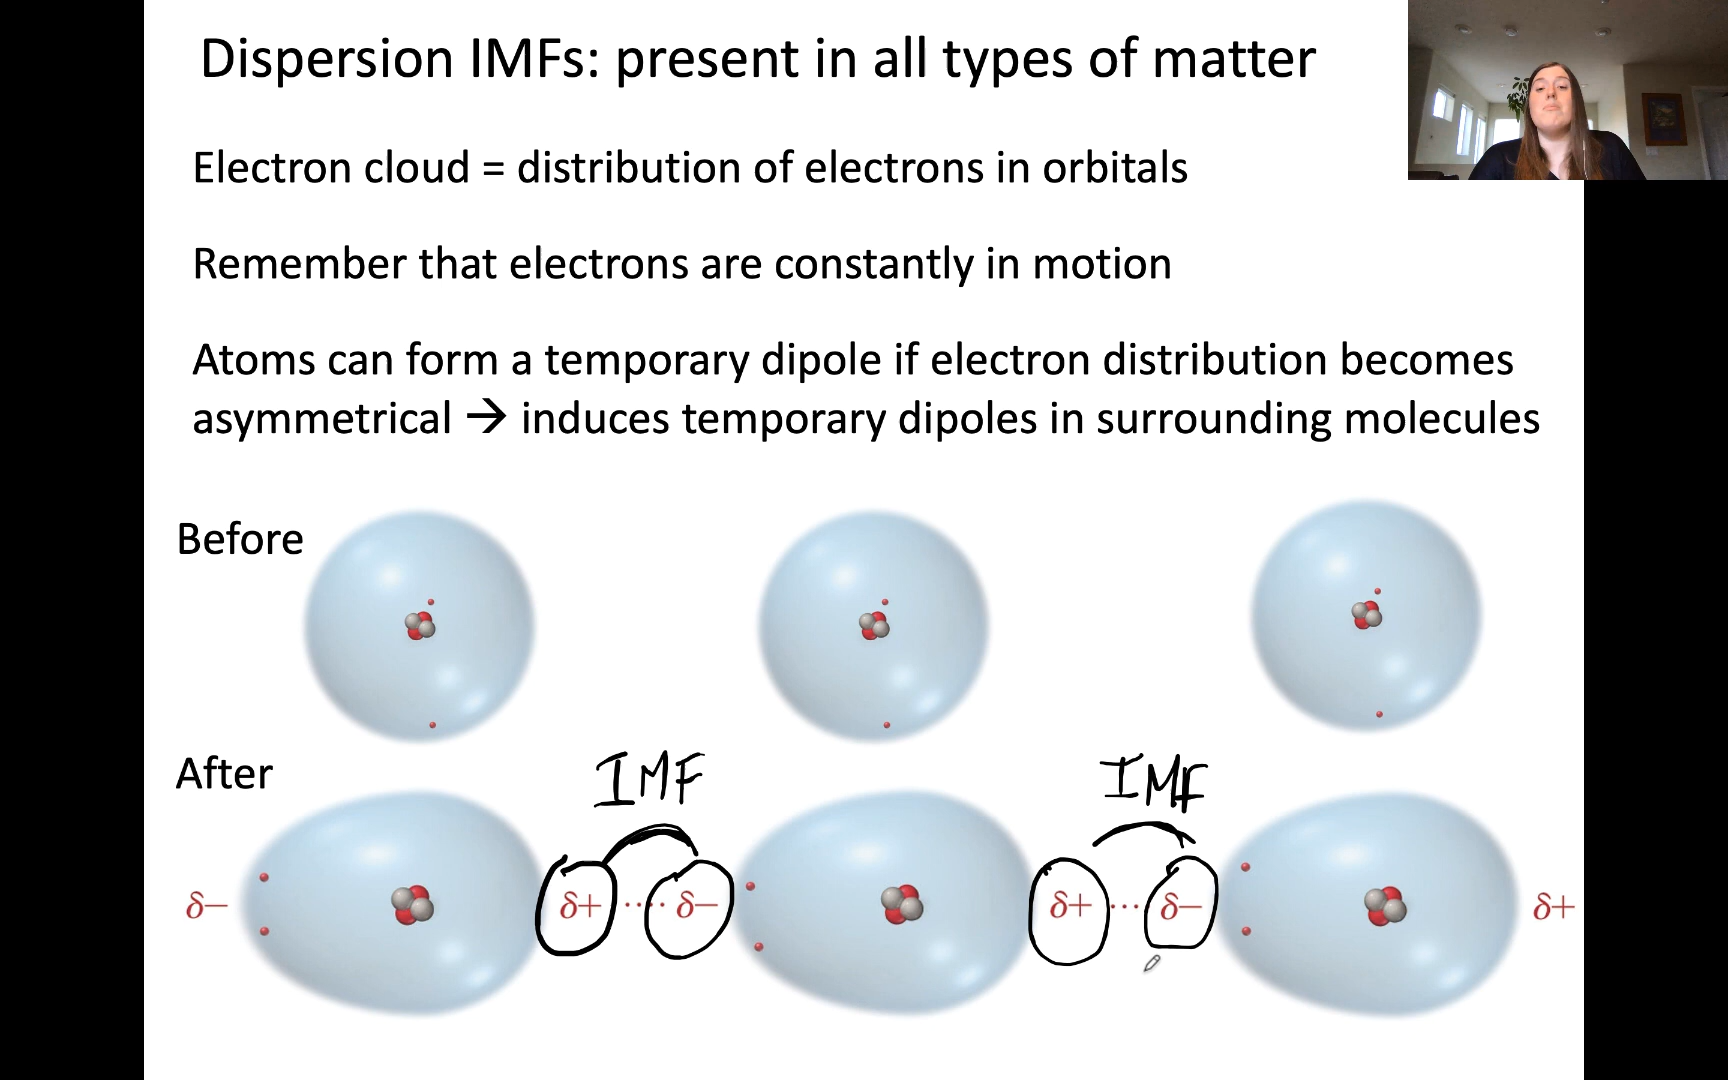 Dispersion IMFs: present in all types of matter
Electron cloud = distribution of electrons in orbitals
Remember that electrons are constantly in motion
Atoms can form a temporary dipole if electron distribution becomes
asymmetrical → induces temporary dipoles in surrounding molecules
Before
After
IMF IMF
δ− δ+ ····· δ− δ+ ··· δ− δ+